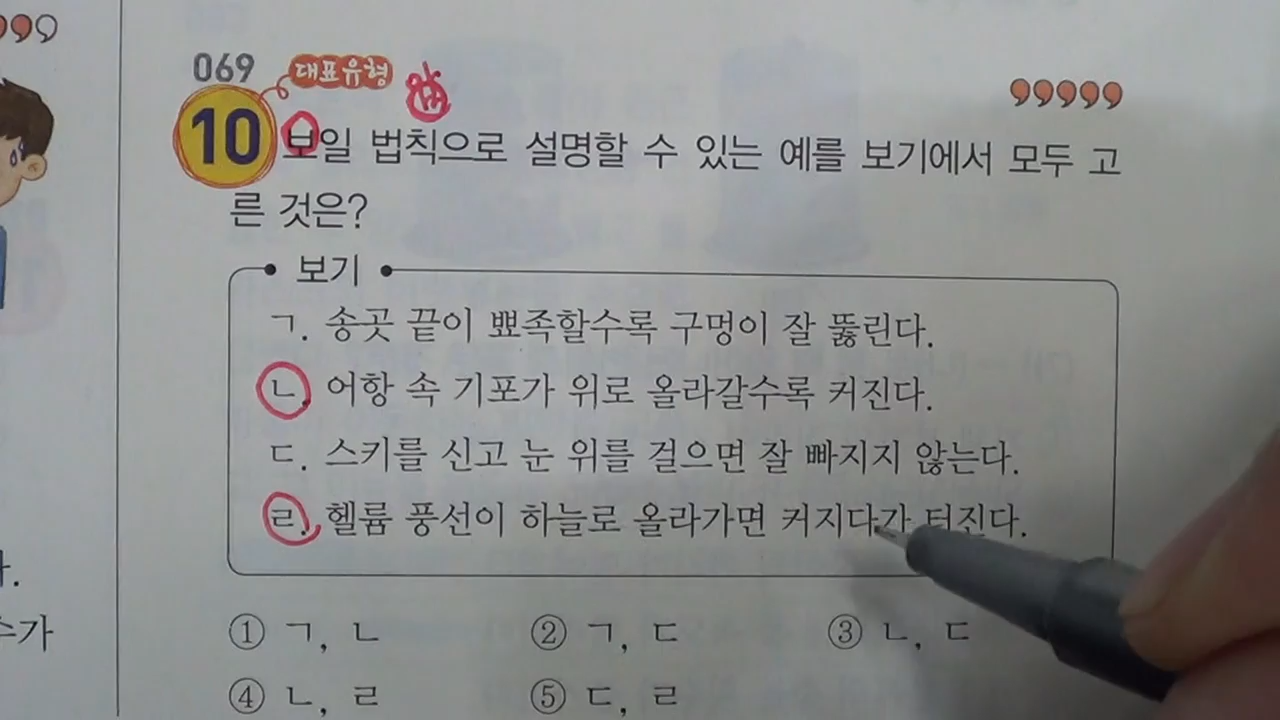 069 대표유형 압
10 보일 법칙으로 설명할 수 있는 예를 보기에서 모두 고
른 것은?
보기
ㄱ. 송곳 끝이 뾰족할수록 구멍이 잘 뚫린다.
ㄴ. 어항 속 기포가 위로 올라갈수록 커진다.
ㄷ. 스키를 신고 눈 위를 걸으면 잘 빠지지 않는다.
ㄹ. 헬륨 풍선이 하늘로 올라가면 커지다가 터진다.
① ㄱ, ㄴ ② ㄱ, ㄷ ③ ㄴ, ㄷ
④ ㄴ, ㄹ ⑤ ㄷ, ㄹ
가